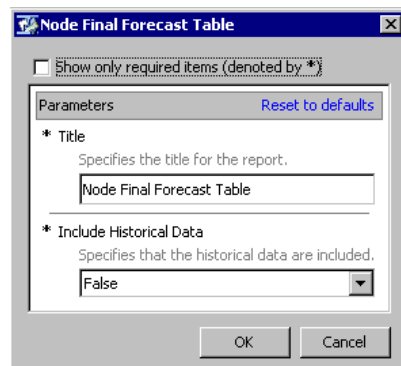 Node Final Forecast Table
Show only required items (denoted by *)
Parameters Reset to defaults
* Title
Specifies the title for the report.
Node Final Forecast Table
* Include Historical Data
Specifies that the historical data are included.
False
OK Cancel